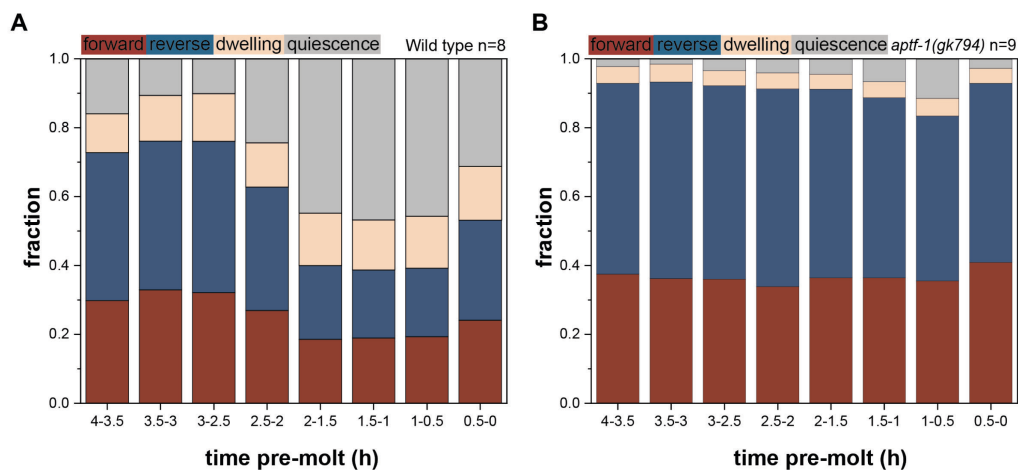 A
forward reverse dwelling quiescence Wild type n=8
1.0
0.8
0.6
0.4
0.2
0.0
fraction
4-3.5 3.5-3 3-2.5 2.5-2 2-1.5 1.5-1 1-0.5 0.5-0
time pre-molt (h)
B
forward reverse dwelling quiescence aptf-1(gk794) n=9
1.0
0.8
0.6
0.4
0.2
0.0
fraction
4-3.5 3.5-3 3-2.5 2.5-2 2-1.5 1.5-1 1-0.5 0.5-0
time pre-molt (h)